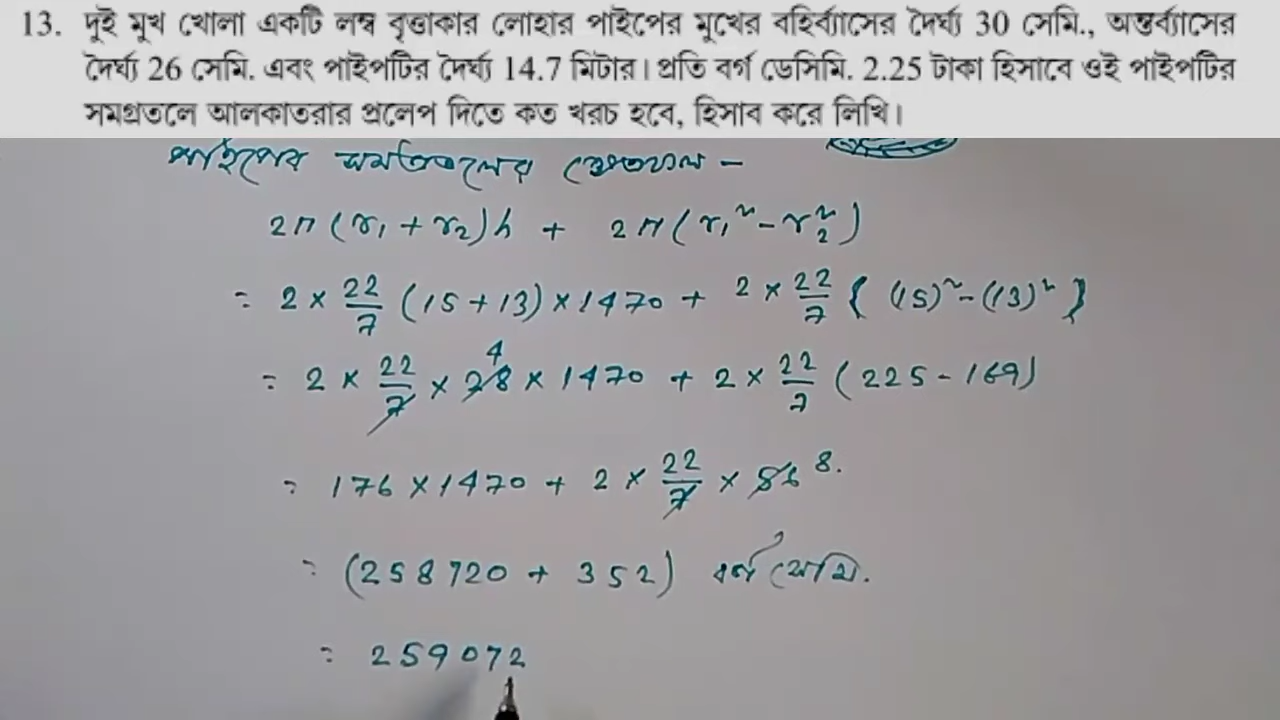 13. দুই মুখ খোলা একটি লম্ব বৃত্তাকার লোহার পাইপের মুখের বহির্ব্যাসের দৈর্ঘ্য 30 সেমি., অন্তর্ব্যাসের
দৈর্ঘ্য 26 সেমি. এবং পাইপটির দৈর্ঘ্য 14.7 মিটার। প্রতি বর্গ ডেসিমি. 2.25 টাকা হিসাবে ওই পাইপটির
সমগ্রতলে আলকাতরার প্রলেপ দিতে কত খরচ হবে, হিসাব করে লিখি।
পাইপের সমগ্রতলের ক্ষেত্রফল –
2π (r₁ + r₂) h + 2π (r₁² – r₂²)
= 2 × 22/7 (15 + 13) × 1470 + 2 × 22/7 { (15)² – (13)² }
= 2 × 22/7 × 28 4 × 1470 + 2 × 22/7 (225 – 169)
= 176 × 1470 + 2 × 22/7 × 56 8.
= (258720 + 352) বর্গ সেমি.
= 259072